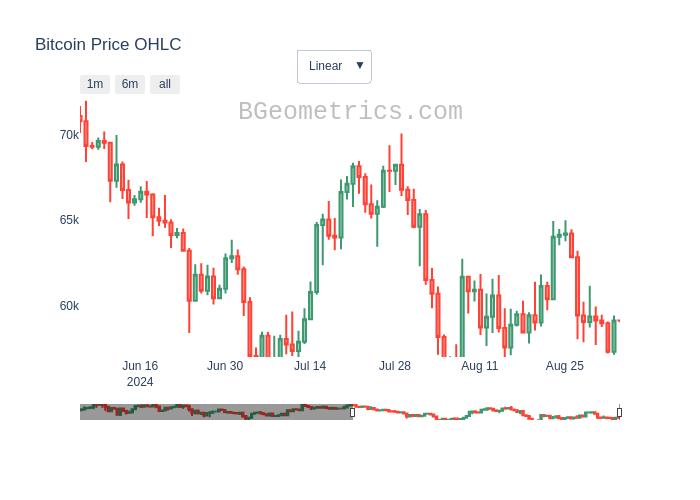 Bitcoin Price OHLC
Linear ▼
1m 6m all
BGeometrics.com
70k
65k
60k
Jun 16 Jun 30 Jul 14 Jul 28 Aug 11 Aug 25
2024